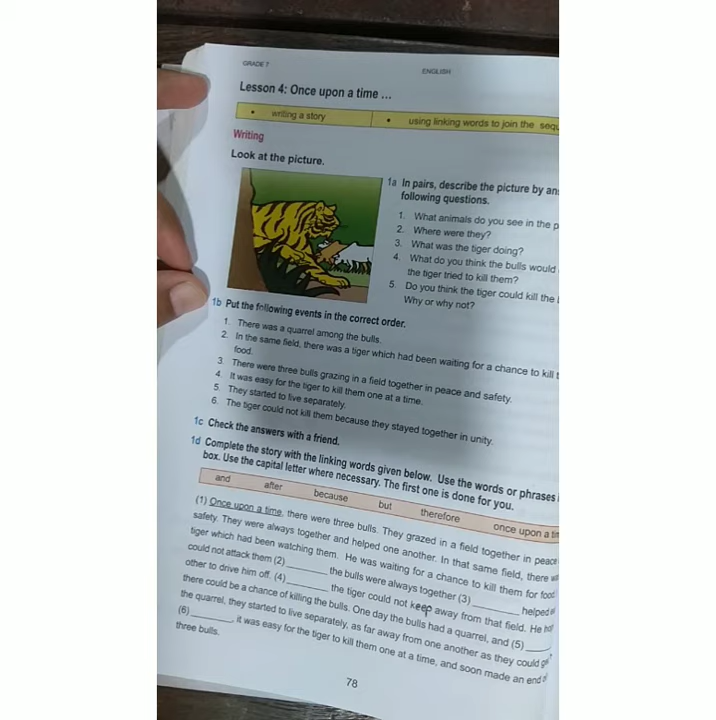 GRADE 7
ENGLISH
Lesson 4: Once upon a time ...
• writing a story
• using linking words to join the
Writing
Look at the picture.
1a In pairs, describe the picture by
following questions.
1. What animals do you see in the
2. Where were they?
3. What was the tiger doing?
4. What do you think the bulls would
the tiger tried to kill them?
5. Do you think the tiger could kill the
Why or why not?
1b Put the following events in the correct order.
1. There was a quarrel among the bulls.
2. In the same field, there was a tiger which had been waiting for a chance to kill
food.
3. There were three bulls grazing in a field together in peace and safety.
4. It was easy for the tiger to kill them one at a time.
5. They started to live separately.
6. The tiger could not kill them because they stayed together in unity.
1c Check the answers with a friend.
1d Complete the story with the linking words given below. Use the words or phrases
box. Use the capital letter where necessary. The first one is done for you.
and after because but therefore once upon a
(1) Once upon a time, there were three bulls. They grazed in a field together in peace
safety. They were always together and helped one another. In that same field, there
tiger which had been watching them. He was waiting for a chance to kill them for food
could not attack them (2) ________ the bulls were always together (3) ________ helped
other to drive him off. (4) ________ the tiger could not keep away from that field. He
there could be a chance of killing the bulls. One day the bulls had a quarrel, and (5) ____
the quarrel, they started to live separately, as far away from one another as they could
(6) ________, it was easy for the tiger to kill them one at a time, and soon made an end
three bulls.
78